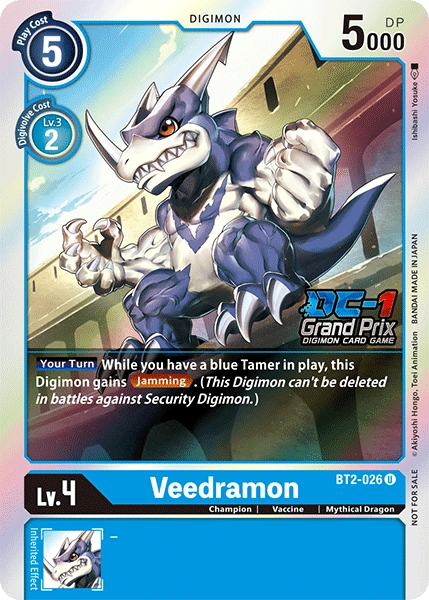 DIGIMON
Play Cost
5
DP
5000
Digivolve Cost
Lv.3
2
Ishibashi Yosuke
DC-1
Grand Prix
DIGIMON CARD GAME
Your Turn While you have a blue Tamer in play, this
Digimon gains Jamming. (This Digimon can't be deleted
in battles against Security Digimon.)
© Akiyoshi Hongo, Toei Animation BANDAI MADE IN JAPAN
NOT FOR SALE
Lv.4
Veedramon
BT2-026 U
Champion | Vaccine | Mythical Dragon
Inherited Effect
–